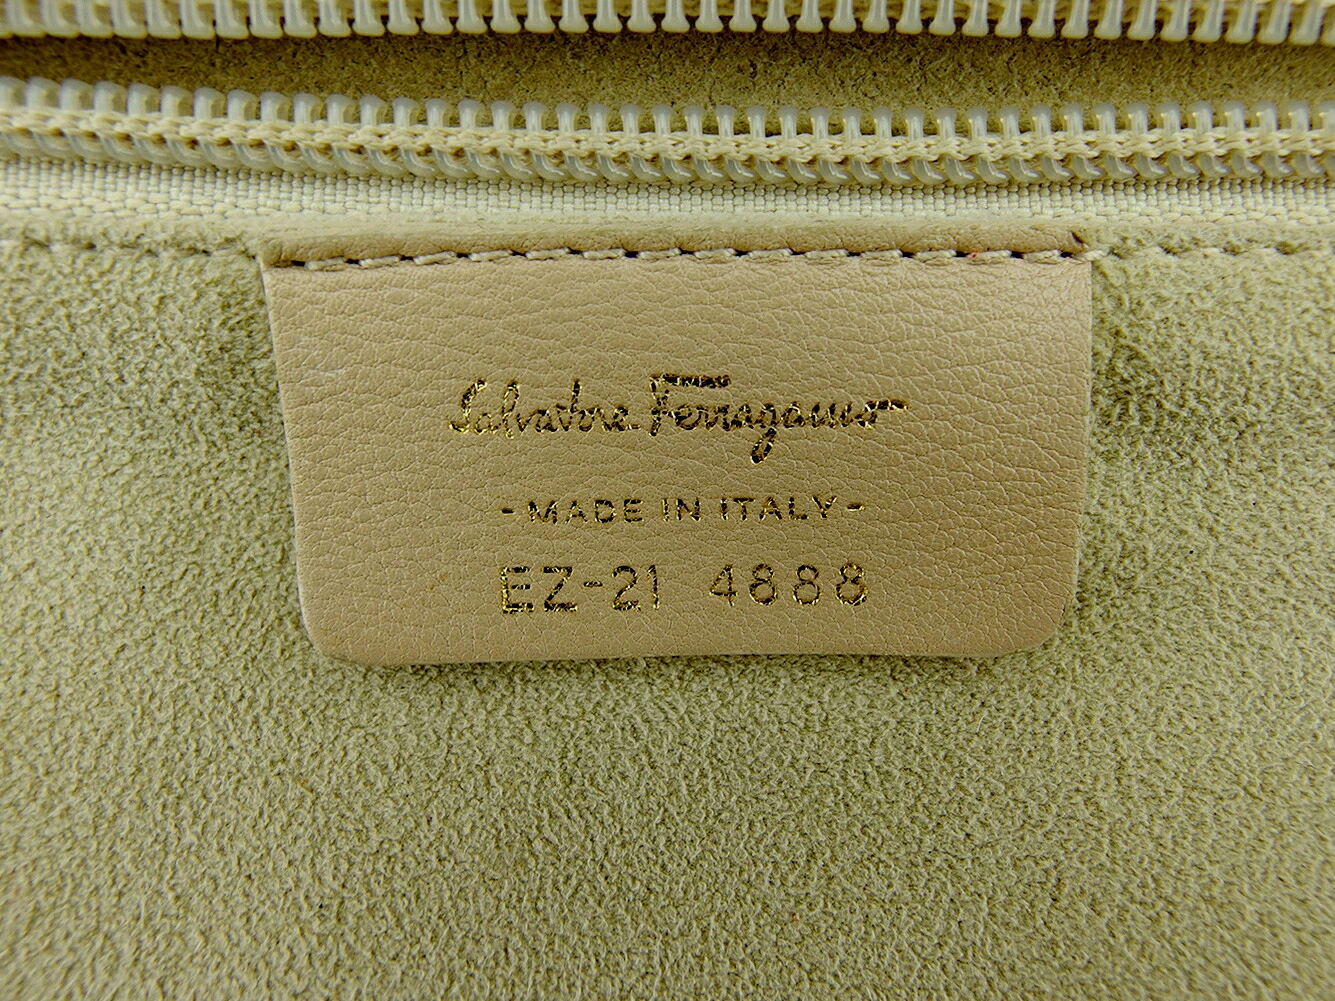 Salvatore Ferragamo
-MADE IN ITALY-
EZ-21 4888